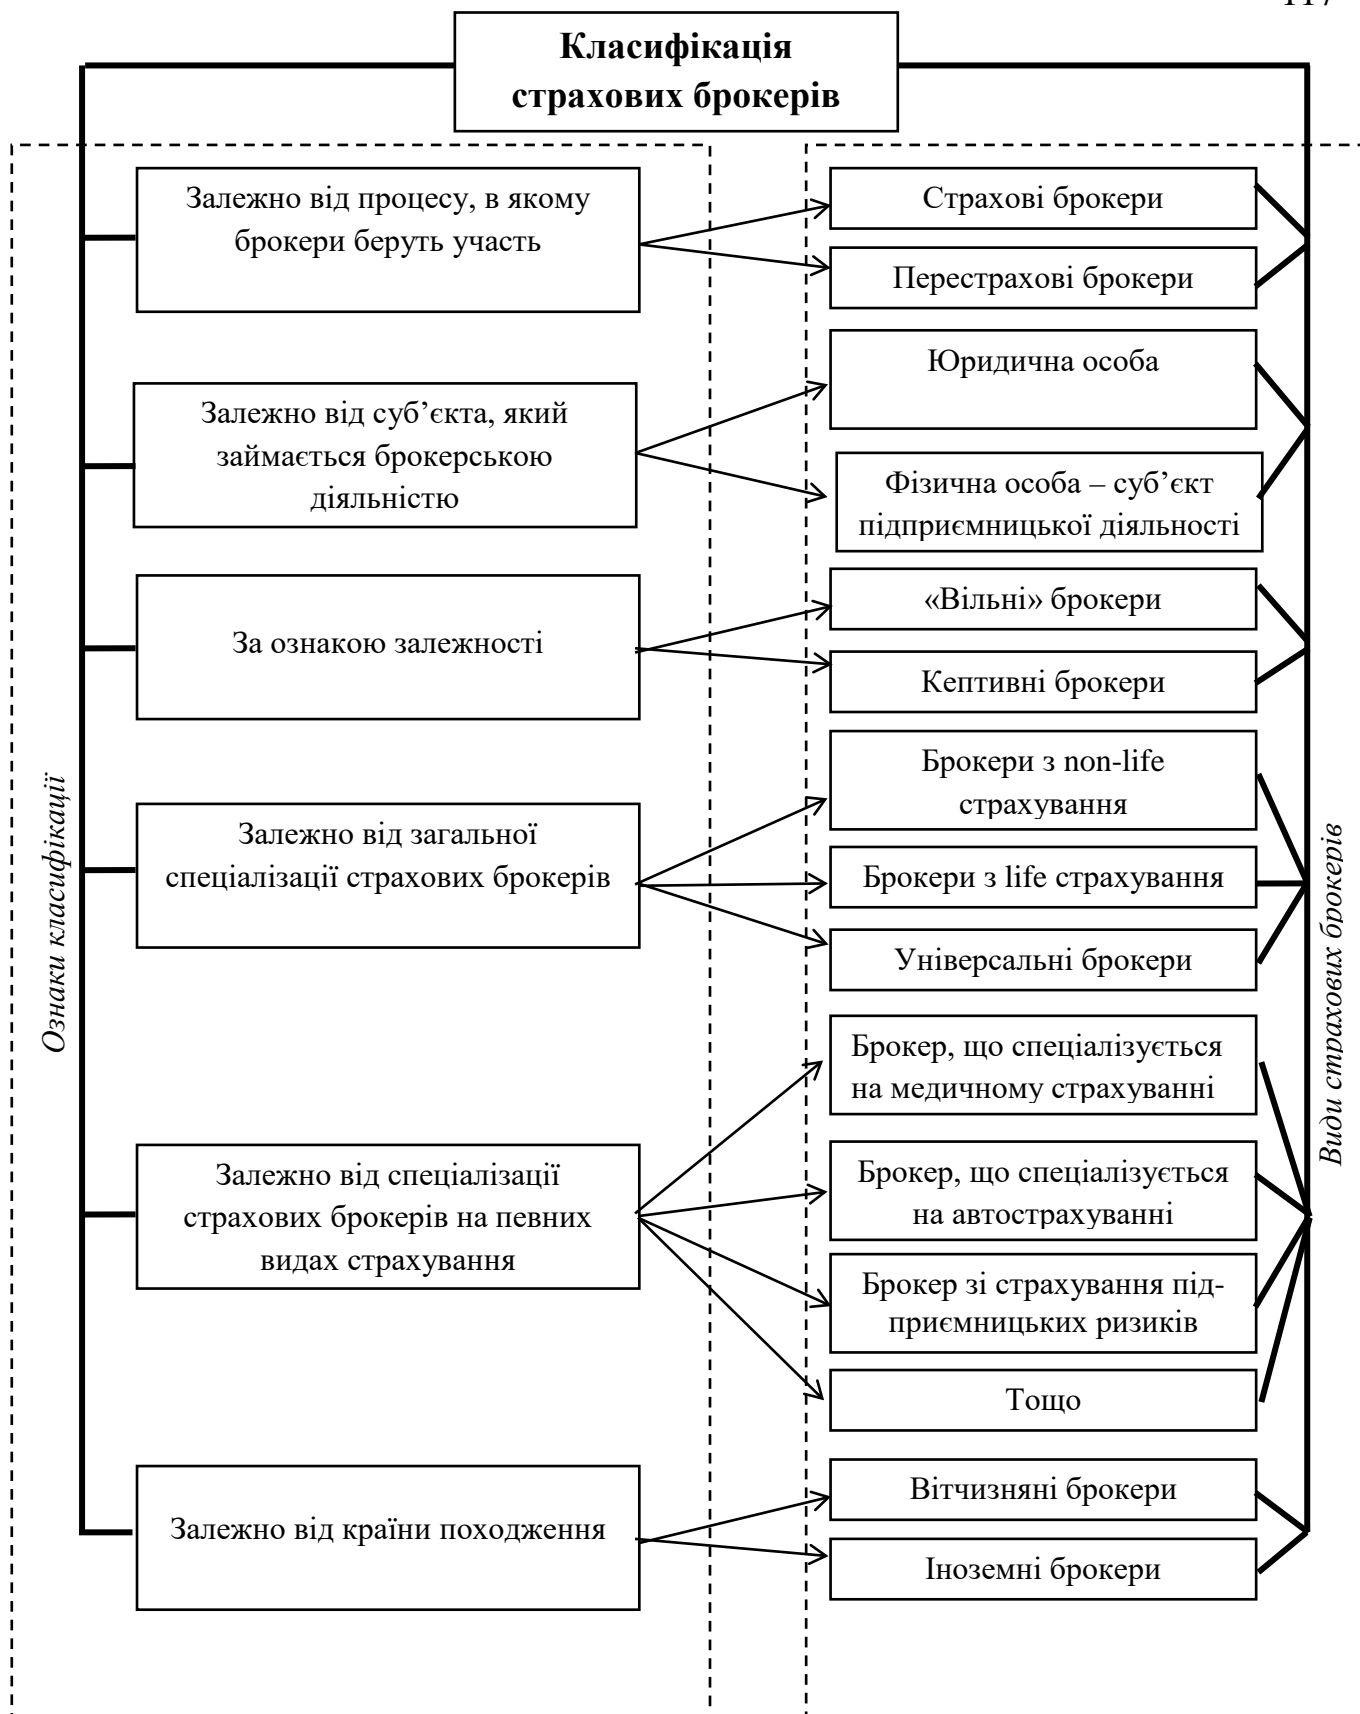 Класифікація
страхових брокерів
Залежно від процесу, в якому
брокери беруть участь
Страхові брокери
Перестрахові брокери
Залежно від суб’єкта, який
займається брокерською
діяльністю
Юридична особа
Фізична особа – суб’єкт
підприємницької діяльності
За ознакою залежності
«Вільні» брокери
Кептивні брокери
Залежно від загальної
спеціалізації страхових брокерів
Брокери з non-life
страхування
Брокери з life страхування
Універсальні брокери
Залежно від спеціалізації
страхових брокерів на певних
видах страхування
Брокер, що спеціалізується
на медичному страхуванні
Брокер, що спеціалізується
на автострахуванні
Брокер зі страхування під-
приємницьких ризиків
Тощо
Залежно від країни походження
Вітчизняні брокери
Іноземні брокери
Ознаки класифікації
Види страхових брокерів